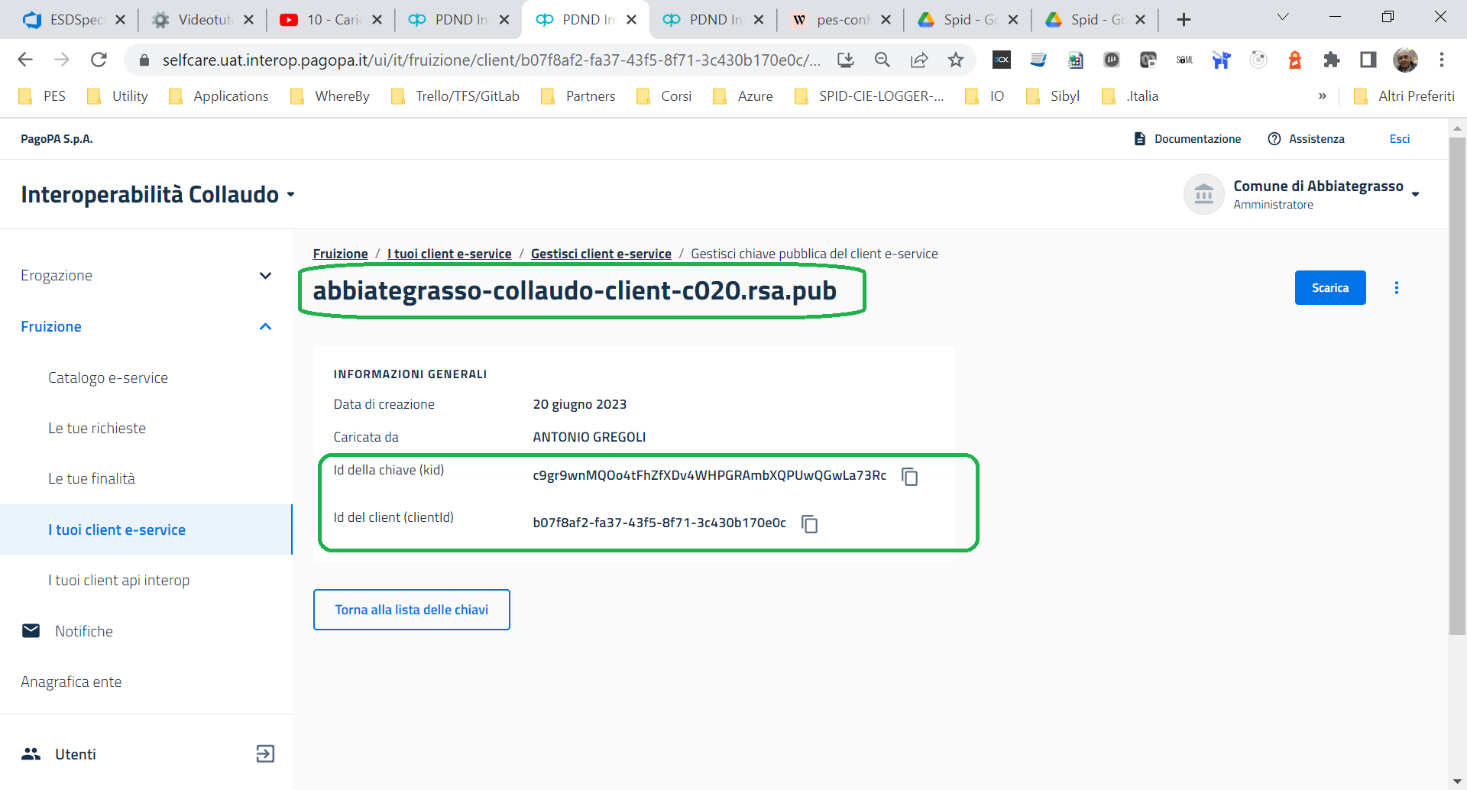 ESDSpeci
Videotuto
10 - Caric
PDND In
PDND In
PDND In
pes-conf
Spid - Go
Spid - Go
selfcare.uat.interop.pagopa.it/ui/it/fruizione/client/b07f8af2-fa37-43f5-8f71-3c430b170e0c/...
PES
Utility
Applications
WhereBy
Trello/TFS/GitLab
Partners
Corsi
Azure
SPID-CIE-LOGGER-...
IO
Sibyl
.Italia
»
Altri Preferiti
PagoPA S.p.A.
Documentazione
Assistenza
Esci
Interoperabilità Collaudo
Comune di Abbiategrasso
Amministratore
Erogazione
Fruizione
Catalogo e-service
Le tue richieste
Le tue finalità
I tuoi client e-service
I tuoi client api interop
Notifiche
Anagrafica ente
Utenti
Fruizione / I tuoi client e-service / Gestisci client e-service / Gestisci chiave pubblica del client e-service
abbiategrasso-collaudo-client-c020.rsa.pub
Scarica
INFORMAZIONI GENERALI
Data di creazione 20 giugno 2023
Caricata da ANTONIO GREGOLI
Id della chiave (kid) c9gr9wnMQOo4tFhZfXDv4WHPGRAmbXQPUwQGwLa73Rc
Id del client (clientId) b07f8af2-fa37-43f5-8f71-3c430b170e0c
Torna alla lista delle chiavi